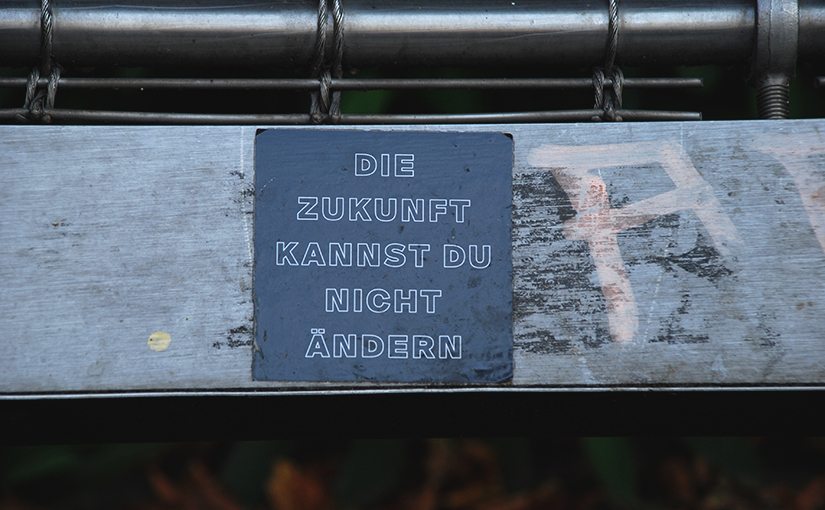 DIE
ZUKUNFT
KANNST DU
NICHT
ÄNDERN